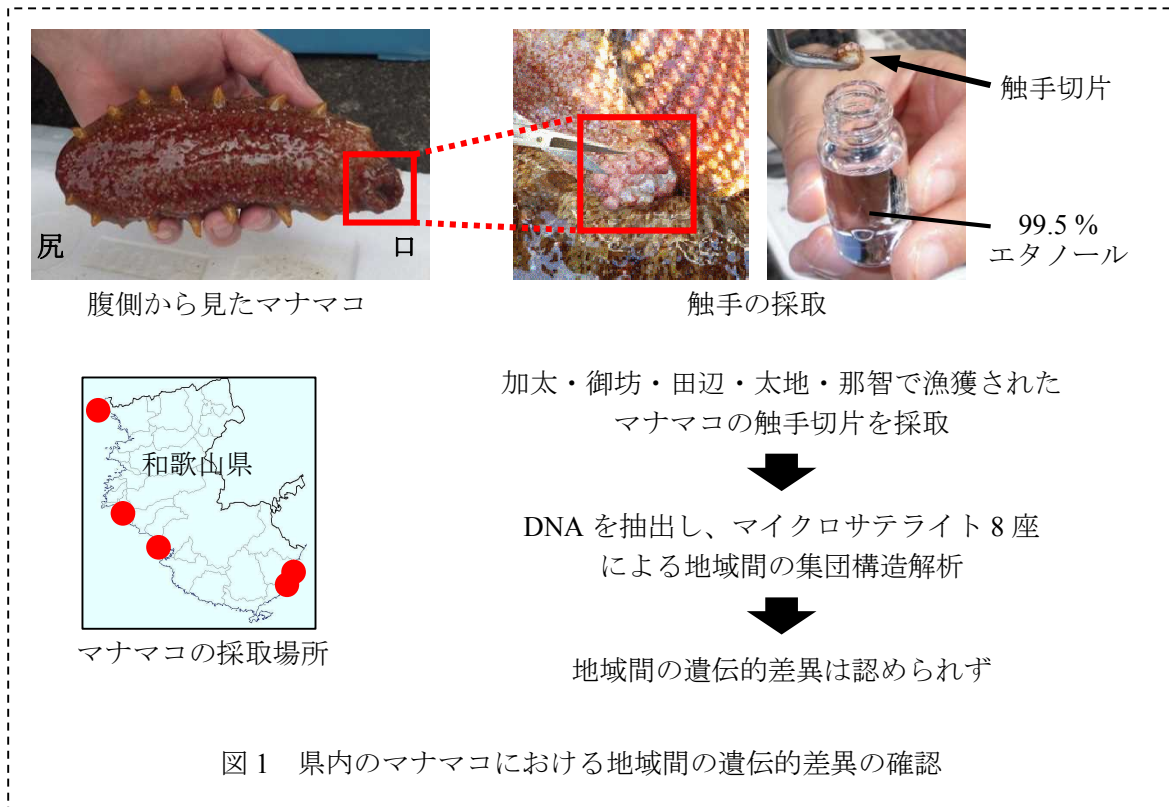 触手切片
99.5 %
エタノール
尻
口
腹側から見たマナマコ
触手の採取
和歌山県
マナマコの採取場所
加太・御坊・田辺・太地・那智で漁獲された
マナマコの触手切片を採取
DNA を抽出し、マイクロサテライト 8 座
による地域間の集団構造解析
地域間の遺伝的差異は認められず
図 1　県内のマナマコにおける地域間の遺伝的差異の確認